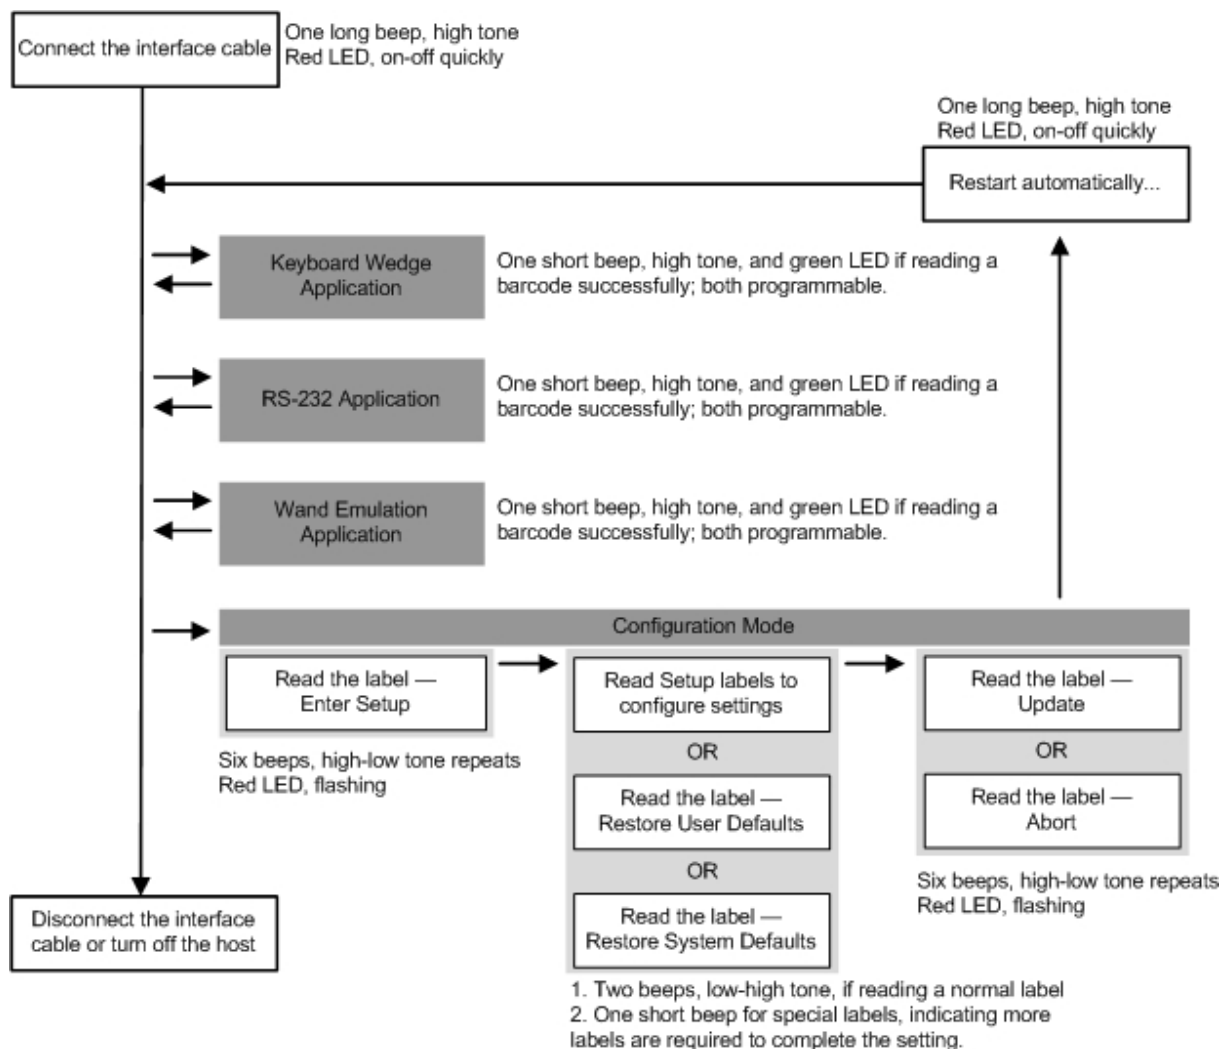 Connect the interface cable
One long beep, high tone
Red LED, on-off quickly
One long beep, high tone
Red LED, on-off quickly
Restart automatically...
Keyboard Wedge
Application
One short beep, high tone, and green LED if reading a
barcode successfully; both programmable.
RS-232 Application
One short beep, high tone, and green LED if reading a
barcode successfully; both programmable.
Wand Emulation
Application
One short beep, high tone, and green LED if reading a
barcode successfully; both programmable.
Configuration Mode
Read the label —
Enter Setup
Six beeps, high-low tone repeats
Red LED, flashing
Read Setup labels to
configure settings
OR
Read the label —
Restore User Defaults
OR
Read the label —
Restore System Defaults
1. Two beeps, low-high tone, if reading a normal label
2. One short beep for special labels, indicating more
labels are required to complete the setting.
Read the label —
Update
OR
Read the label —
Abort
Six beeps, high-low tone repeats
Red LED, flashing
Disconnect the interface
cable or turn off the host